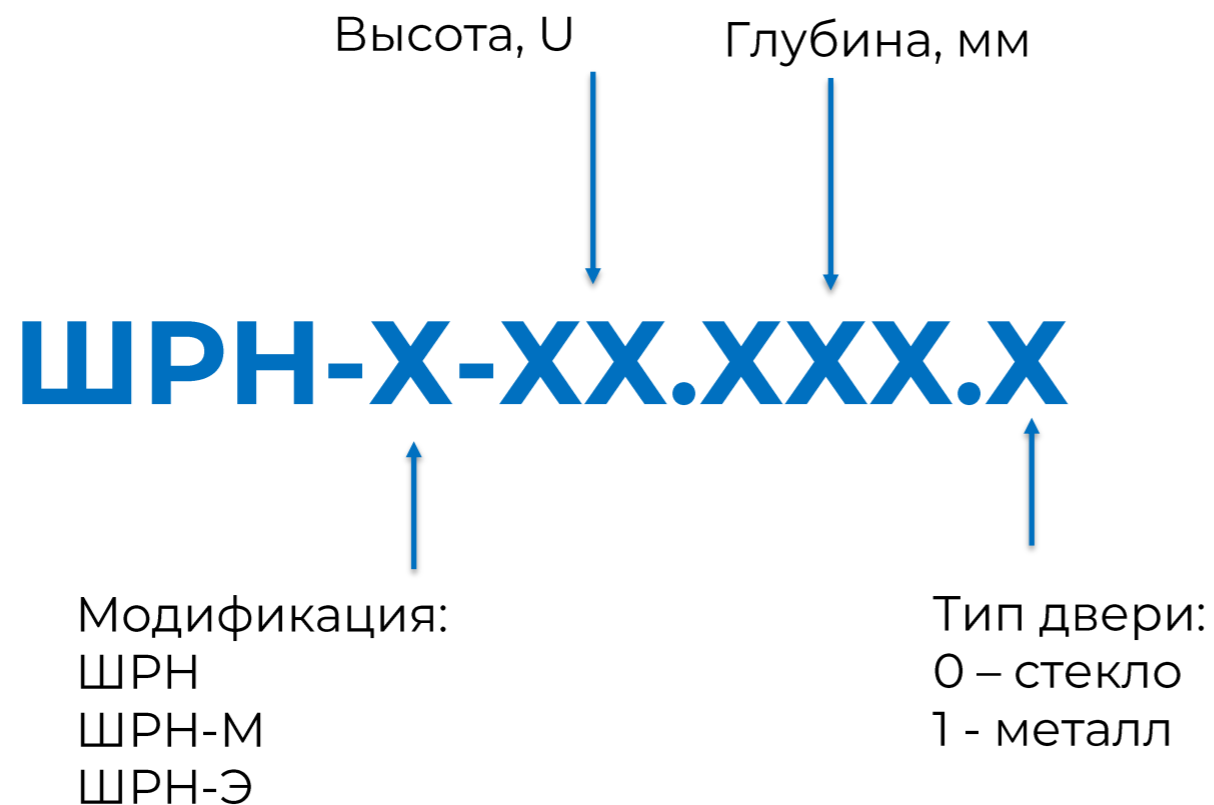 Высота, U
Глубина, мм
ШРН-X-XX.XXX.X
Модификация:
ШРН
ШРН-М
ШРН-Э
Тип двери:
0 – стекло
1 - металл